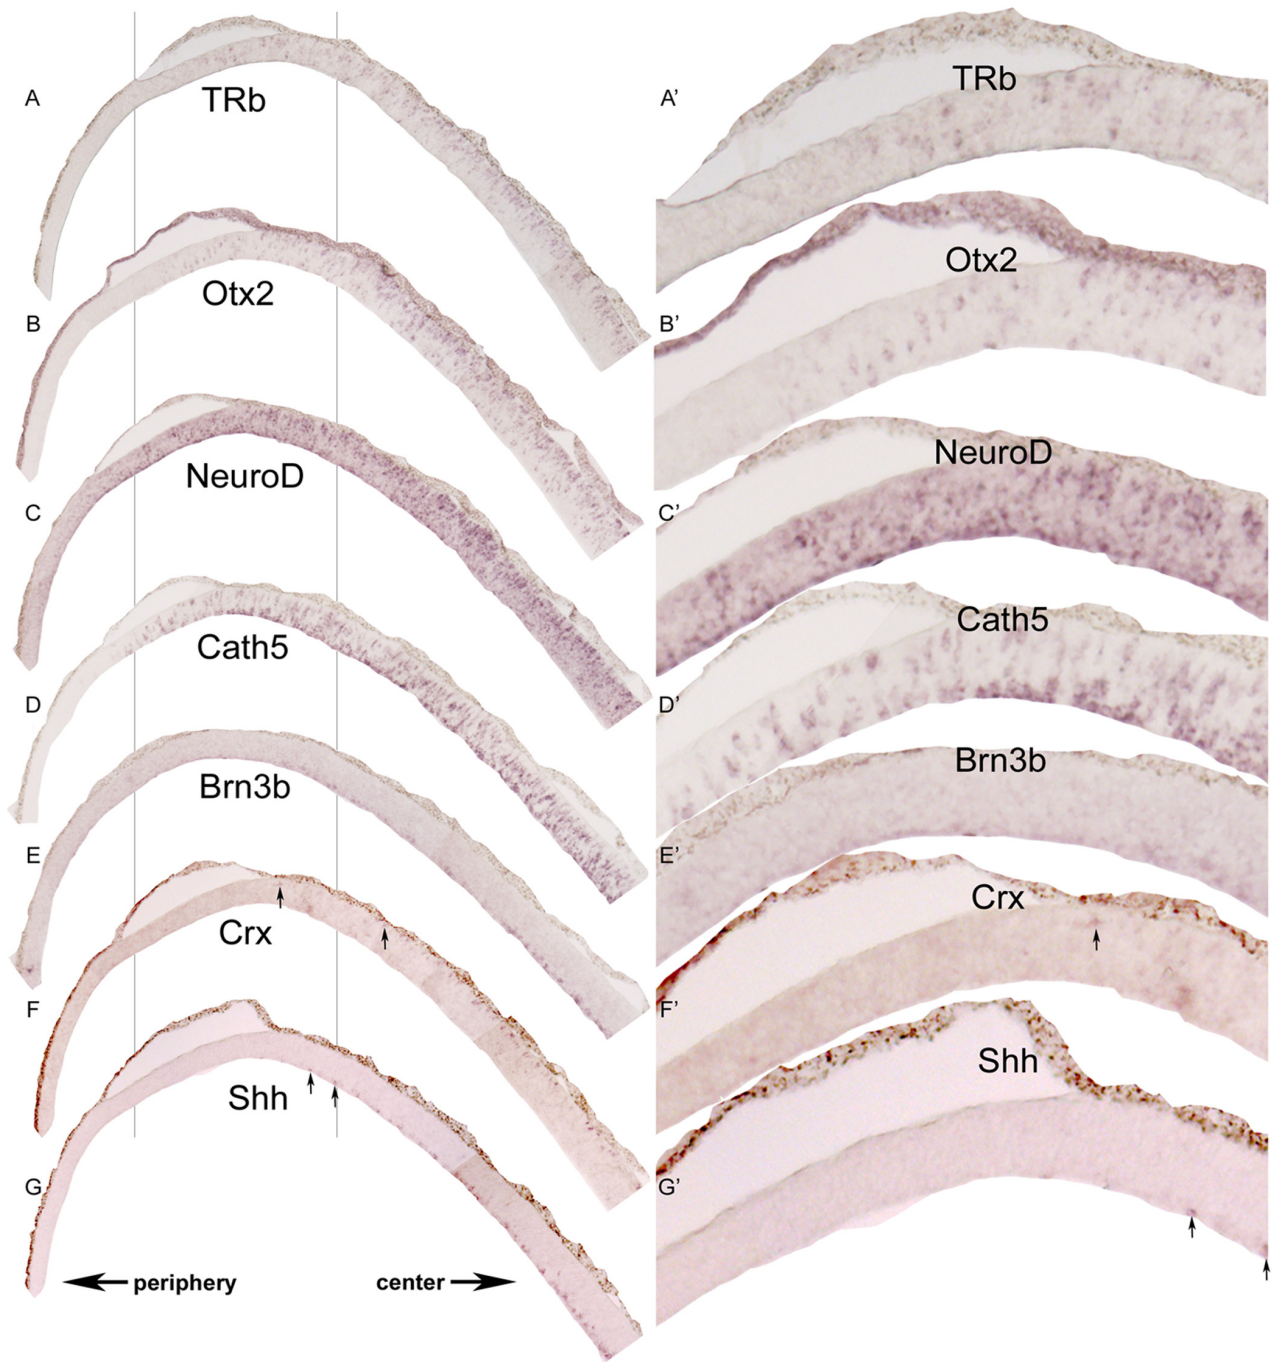 A
TRb
A’
TRb
B
Otx2
B’
Otx2
C
NeuroD
C’
NeuroD
D
Cath5
D’
Cath5
E
Brn3b
E’
Brn3b
F
Crx
F’
Crx
G
Shh
G’
Shh
periphery
center